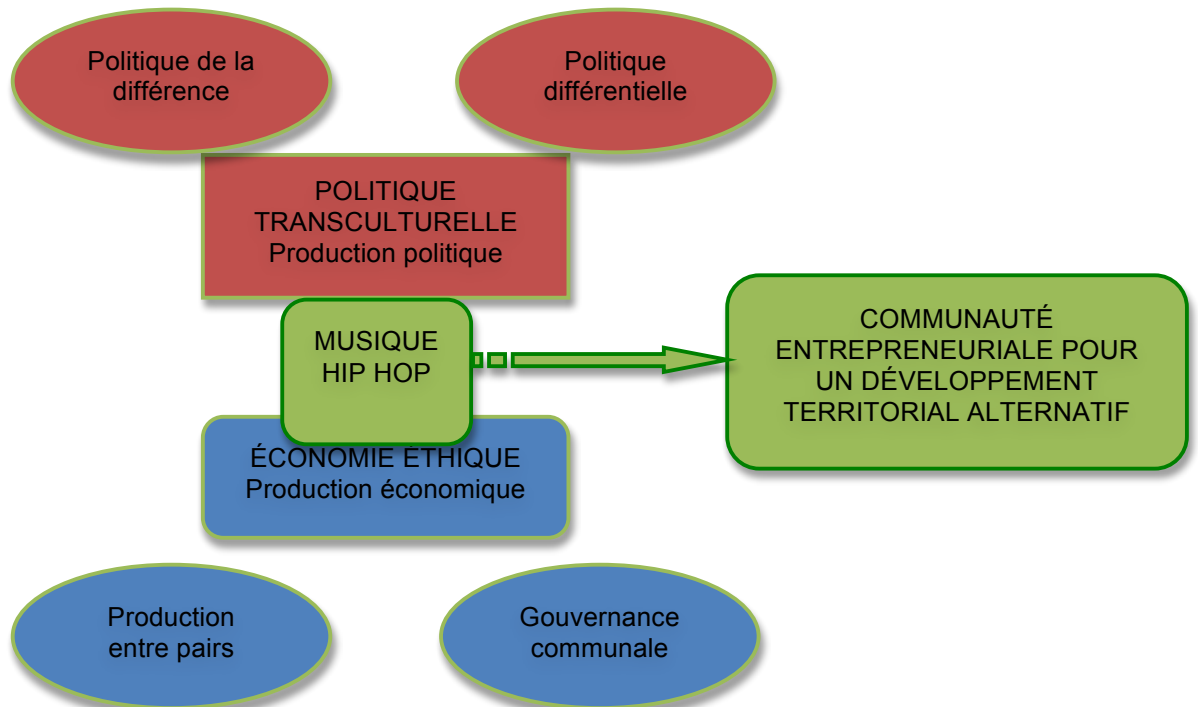 Politique de la
différence
Politique
différentielle
POLITIQUE
TRANSCULTURELLE
Production politique
MUSIQUE
HIP HOP
COMMUNAUTÉ
ENTREPRENEURIALE POUR
UN DÉVELOPPEMENT
TERRITORIAL ALTERNATIF
ÉCONOMIE ÉTHIQUE
Production économique
Production
entre pairs
Gouvernance
communale